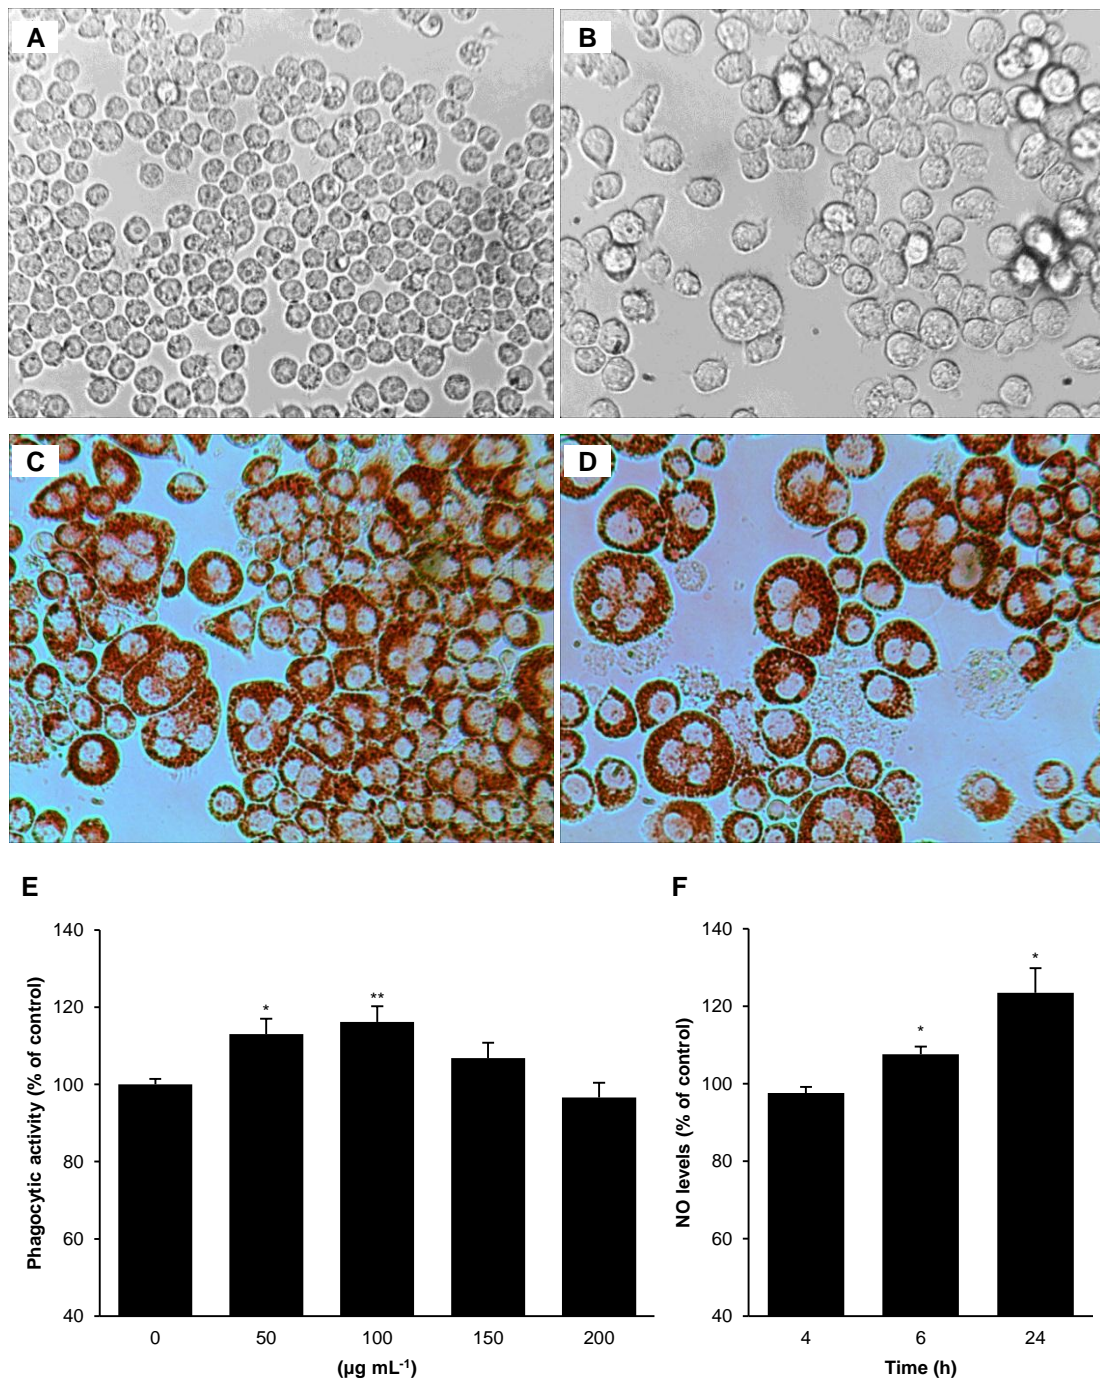 A
B
C
D
E
F
140
120
100
80
60
40
Phagocytic activity (% of control)
*
**
0 50 100 150 200
(µg mL⁻¹)
140
120
100
80
60
40
NO levels (% of control)
*
*
4 6 24
Time (h)